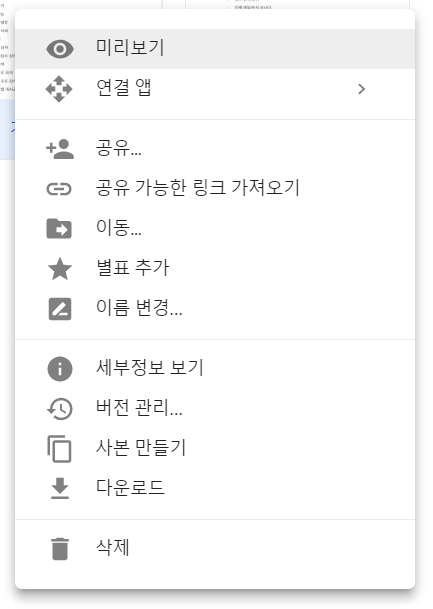 미리보기
연결 앱
공유...
공유 가능한 링크 가져오기
이동...
별표 추가
이름 변경...
세부정보 보기
버전 관리...
사본 만들기
다운로드
삭제